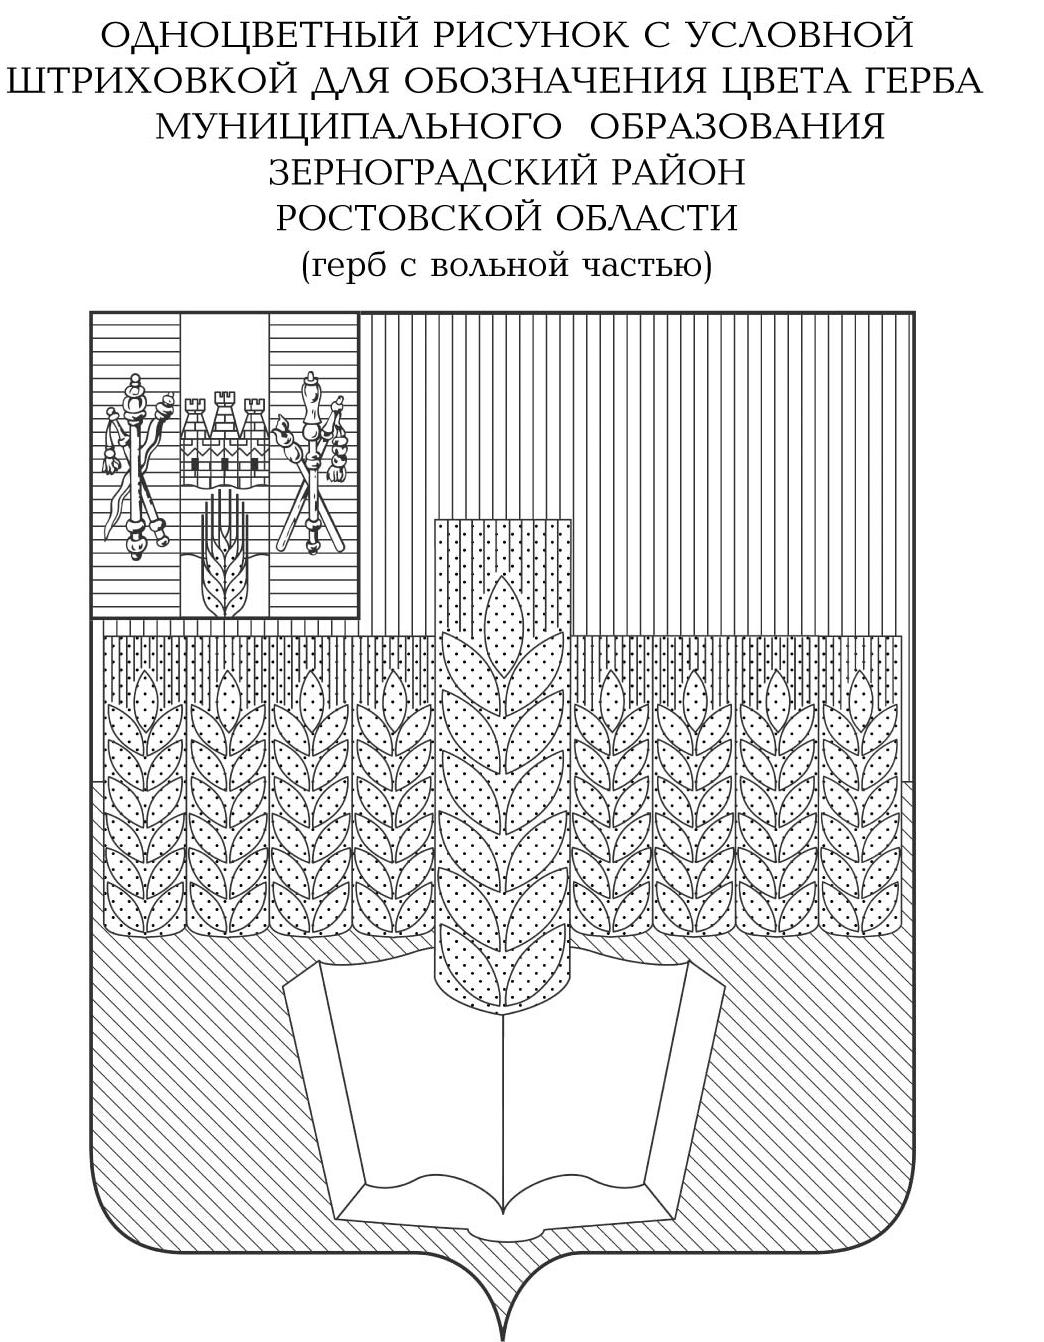 ОДНОЦВЕТНЫЙ РИСУНОК С УСЛОВНОЙ
ШТРИХОВКОЙ ДЛЯ ОБОЗНАЧЕНИЯ ЦВЕТА ГЕРБА
МУНИЦИПАЛЬНОГО ОБРАЗОВАНИЯ
ЗЕРНОГРАДСКИЙ РАЙОН
РОСТОВСКОЙ ОБЛАСТИ
(герб с вольной частью)